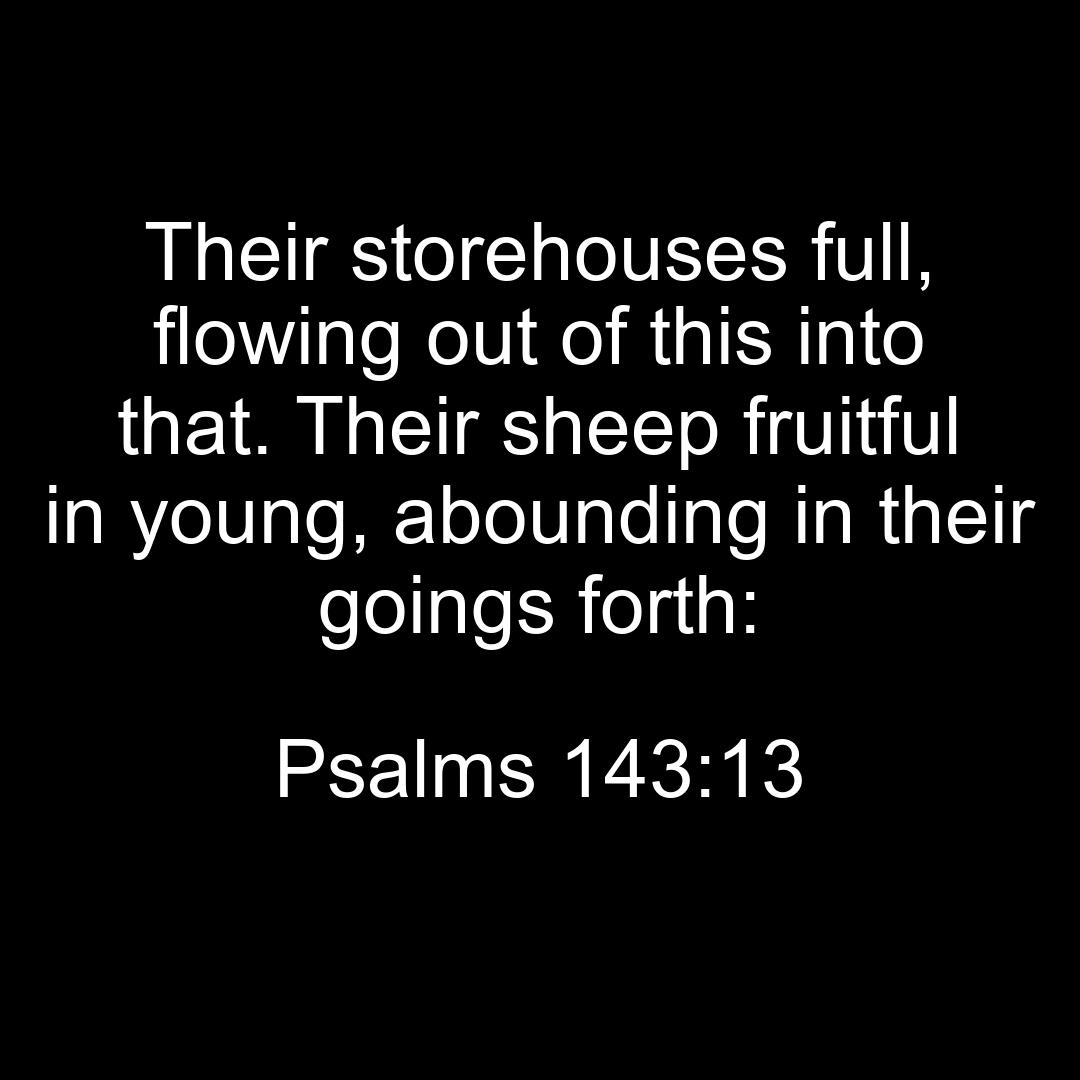 Their storehouses full,
flowing out of this into
that. Their sheep fruitful
in young, abounding in their
goings forth:
Psalms 143:13